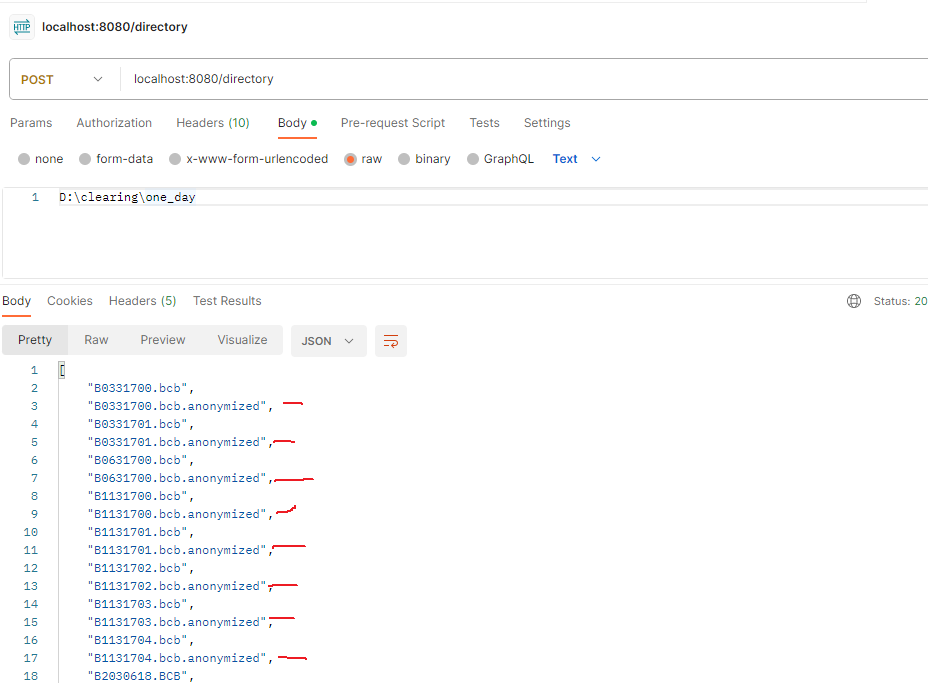 HTTP localhost:8080/directory
POST localhost:8080/directory
Params Authorization Headers (10) Body Pre-request Script Tests Settings
none form-data x-www-form-urlencoded raw binary GraphQL Text
1 D:\clearing\one_day
Body Cookies Headers (5) Test Results Status: 20
Pretty Raw Preview Visualize JSON
1 [
2 "B0331700.bcb",
3 "B0331700.bcb.anonymized",
4 "B0331701.bcb",
5 "B0331701.bcb.anonymized",
6 "B0631700.bcb",
7 "B0631700.bcb.anonymized",
8 "B1131700.bcb",
9 "B1131700.bcb.anonymized",
10 "B1131701.bcb",
11 "B1131701.bcb.anonymized",
12 "B1131702.bcb",
13 "B1131702.bcb.anonymized",
14 "B1131703.bcb",
15 "B1131703.bcb.anonymized",
16 "B1131704.bcb",
17 "B1131704.bcb.anonymized",
18 "B2030618.BCB",